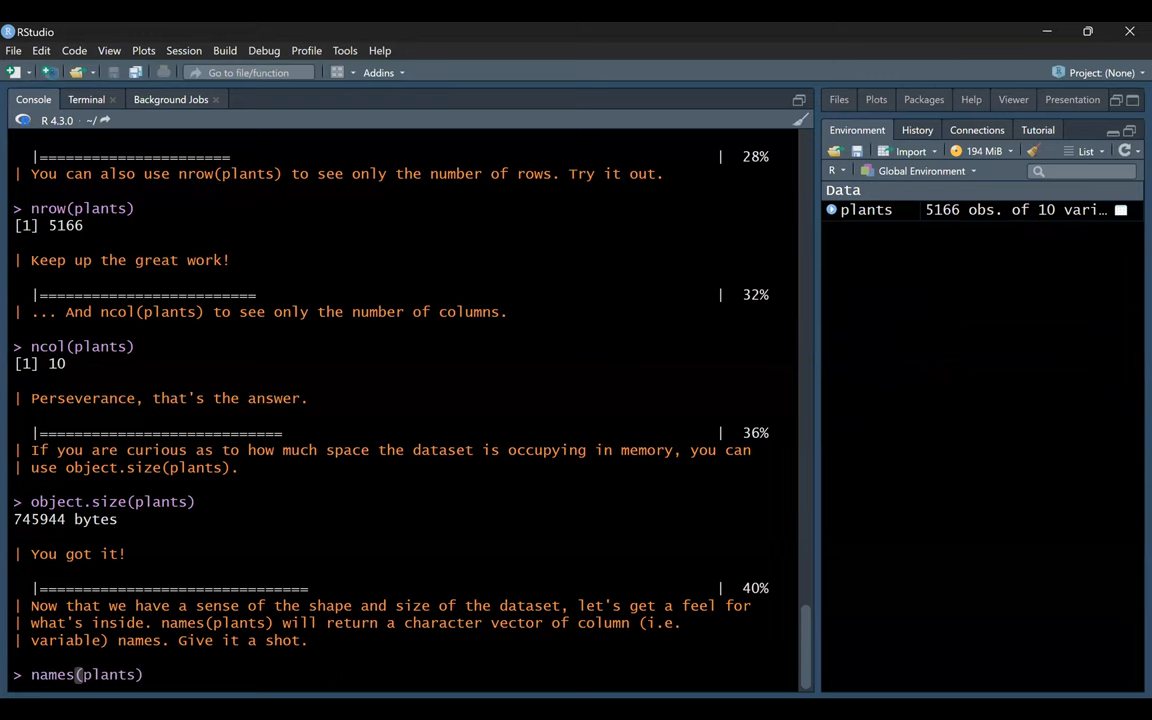 RStudio
File Edit Code View Plots Session Build Debug Profile Tools Help
Go to file/function Addins Project: (None)
Console Terminal Background Jobs
R 4.3.0 · ~/
|====================== | 28%
| You can also use nrow(plants) to see only the number of rows. Try it out.
> nrow(plants)
[1] 5166
| Keep up the great work!
|========================= | 32%
| ... And ncol(plants) to see only the number of columns.
> ncol(plants)
[1] 10
| Perseverance, that's the answer.
|============================ | 36%
| If you are curious as to how much space the dataset is occupying in memory, you can
| use object.size(plants).
> object.size(plants)
745944 bytes
| You got it!
|=============================== | 40%
| Now that we have a sense of the shape and size of the dataset, let's get a feel for
| what's inside. names(plants) will return a character vector of column (i.e.
| variable) names. Give it a shot.
> names(plants)
Files Plots Packages Help Viewer Presentation
Environment History Connections Tutorial
Import 194 MiB List
R Global Environment
Data
plants 5166 obs. of 10 vari…